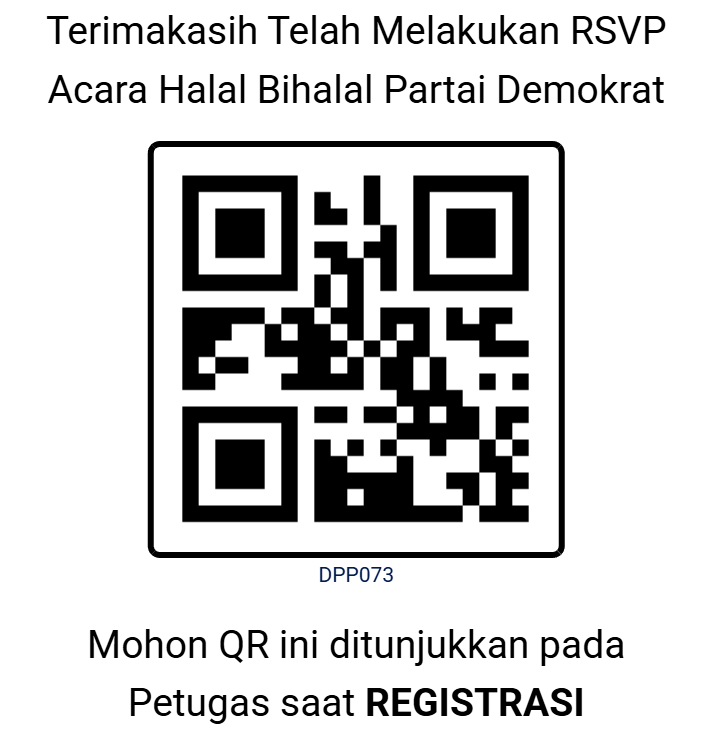 Terimakasih Telah Melakukan RSVP
Acara Halal Bihalal Partai Demokrat
DPP073
Mohon QR ini ditunjukkan pada
Petugas saat REGISTRASI